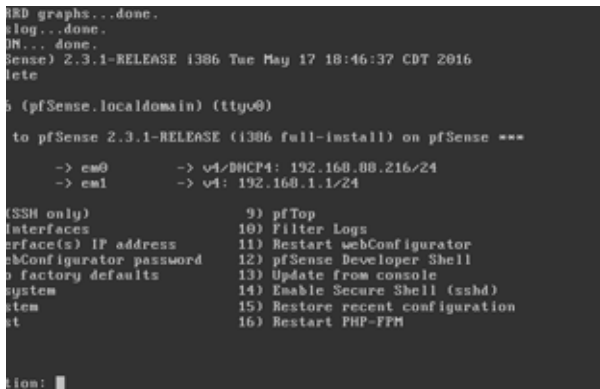 RRD graphs...done.
slog...done.
ON... done.
Sense) 2.3.1-RELEASE i386 Tue May 17 18:46:37 CDT 2016
lete
(pfSense.localdomain) (ttyv0)
to pfSense 2.3.1-RELEASE (i386 full-install) on pfSense ***
-> em0 -> v4/DHCP4: 192.168.88.216/24
-> em1 -> v4: 192.168.1.1/24
(SSH only) 9) pfTop
Interfaces 10) Filter Logs
erface(s) IP address 11) Restart webConfigurator
ebConfigurator password 12) pfSense Developer Shell
o factory defaults 13) Update from console
system 14) Enable Secure Shell (sshd)
stem 15) Restore recent configuration
st 16) Restart PHP-FPM
tion: